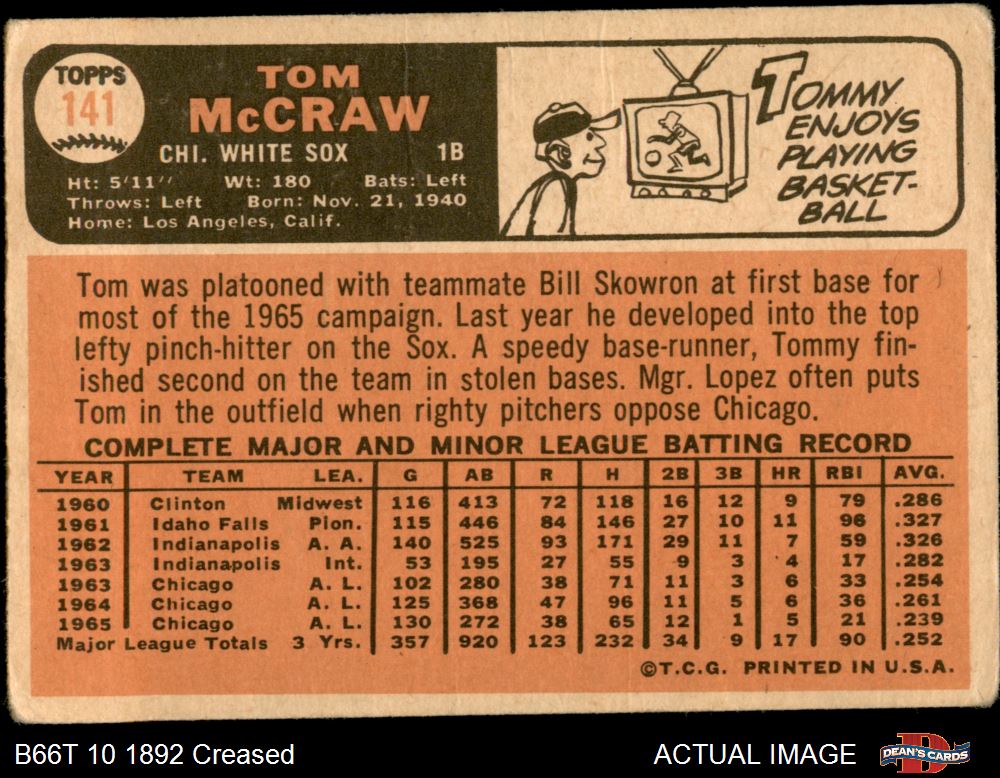 TOPPS
141
TOM
McCRAW
CHI. WHITE SOX 1B
Ht: 5'11" Wt: 180 Bats: Left
Throws: Left Born: Nov. 21, 1940
Home: Los Angeles, Calif.
TOMMY
ENJOYS
PLAYING
BASKET-
BALL
Tom was platooned with teammate Bill Skowron at first base for
most of the 1965 campaign. Last year he developed into the top
lefty pinch-hitter on the Sox. A speedy base-runner, Tommy fin-
ished second on the team in stolen bases. Mgr. Lopez often puts
Tom in the outfield when righty pitchers oppose Chicago.
COMPLETE MAJOR AND MINOR LEAGUE BATTING RECORD
YEAR TEAM LEA. G AB R H 2B 3B HR RBI AVG.
1960 Clinton Midwest 116 413 72 118 16 12 9 79 .286
1961 Idaho Falls Pion. 115 446 84 146 27 10 11 96 .327
1962 Indianapolis A. A. 140 525 93 171 29 11 7 59 .326
1963 Indianapolis Int. 53 195 27 55 9 3 4 17 .282
1963 Chicago A. L. 102 280 38 71 11 3 6 33 .254
1964 Chicago A. L. 125 368 47 96 11 5 6 36 .261
1965 Chicago A. L. 130 272 38 65 12 1 5 21 .239
Major League Totals 3 Yrs. 357 920 123 232 34 9 17 90 .252
©T.C.G. PRINTED IN U.S.A.
B66T 10 1892 Creased ACTUAL IMAGE DEAN'S CARDS